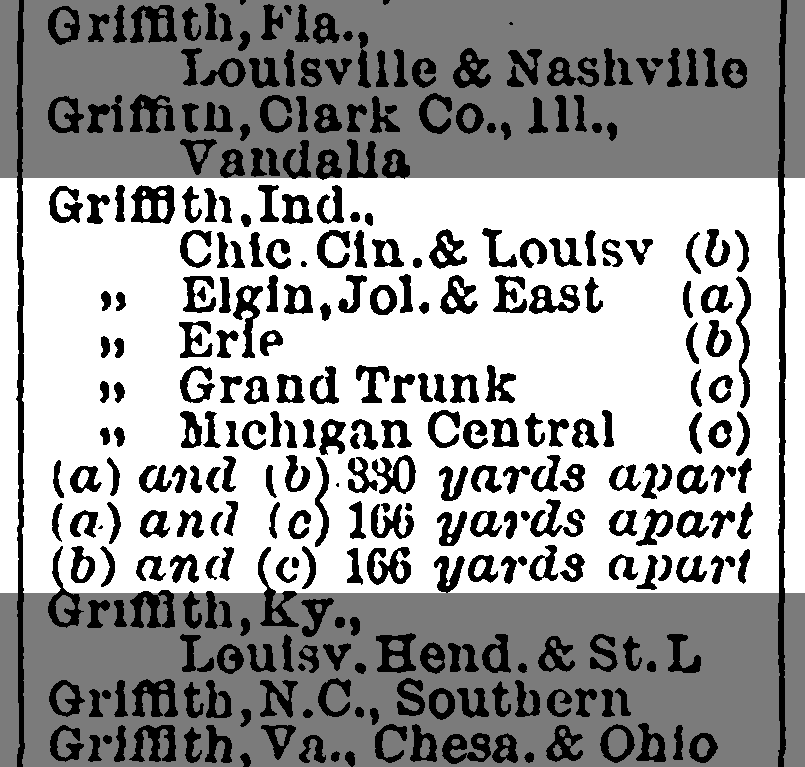 Griffith, Fla.,
Louisville & Nashville
Griffith, Clark Co., Ill.,
Vandalia
Griffith, Ind.,
Chic. Cin. & Louisv (b)
„ Elgin, Jol. & East (a)
„ Erie (b)
„ Grand Trunk (c)
„ Michigan Central (c)
(a) and (b) 330 yards apart
(a) and (c) 166 yards apart
(b) and (c) 166 yards apart
Griffith, Ky.,
Louisv. Hend. & St. L
Griffith, N.C., Southern
Griffith, Va., Chesa. & Ohio